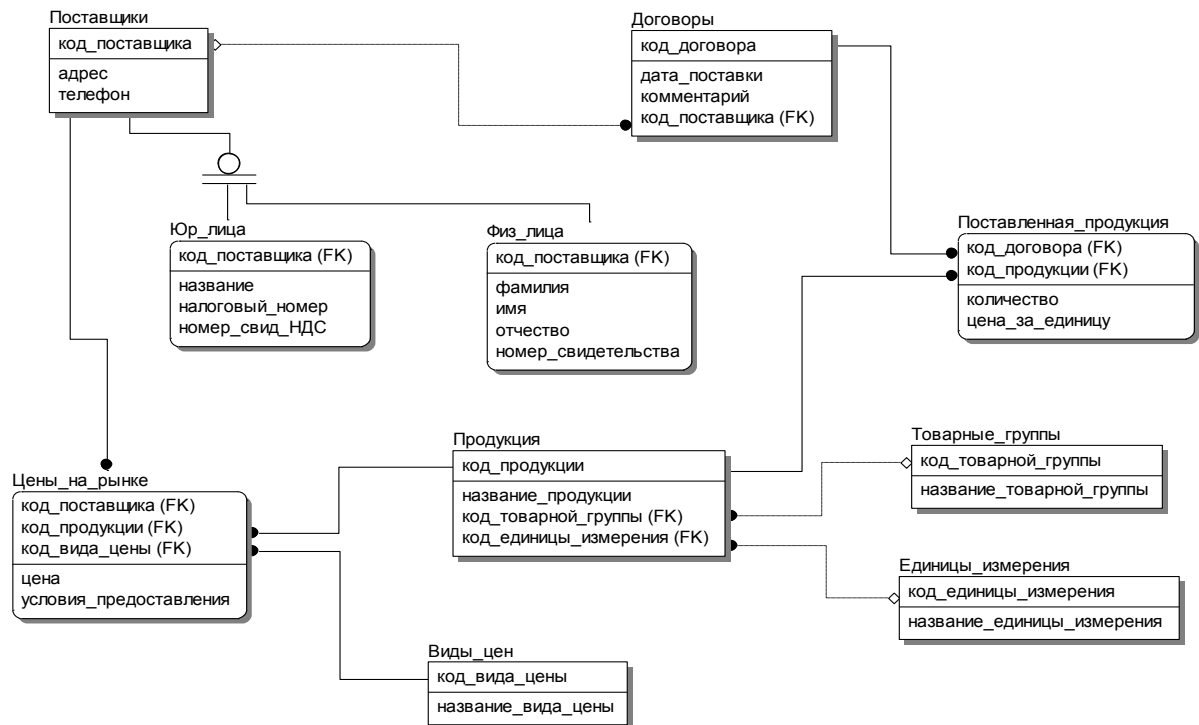 Поставщики
код_поставщика
адрес
телефон
Договоры
код_договора
дата_поставки
комментарий
код_поставщика (FK)
Юр_лица
код_поставщика (FK)
название
налоговый_номер
номер_свид_НДС
Физ_лица
код_поставщика (FK)
фамилия
имя
отчество
номер_свидетельства
Поставленная_продукция
код_договора (FK)
код_продукции (FK)
количество
цена_за_единицу
Цены_на_рынке
код_поставщика (FK)
код_продукции (FK)
код_вида_цены (FK)
цена
условия_предоставления
Продукция
код_продукции
название_продукции
код_товарной_группы (FK)
код_единицы_измерения (FK)
Товарные_группы
код_товарной_группы
название_товарной_группы
Единицы_измерения
код_единицы_измерения
название_единицы_измерения
Виды_цен
код_вида_цены
название_вида_цены